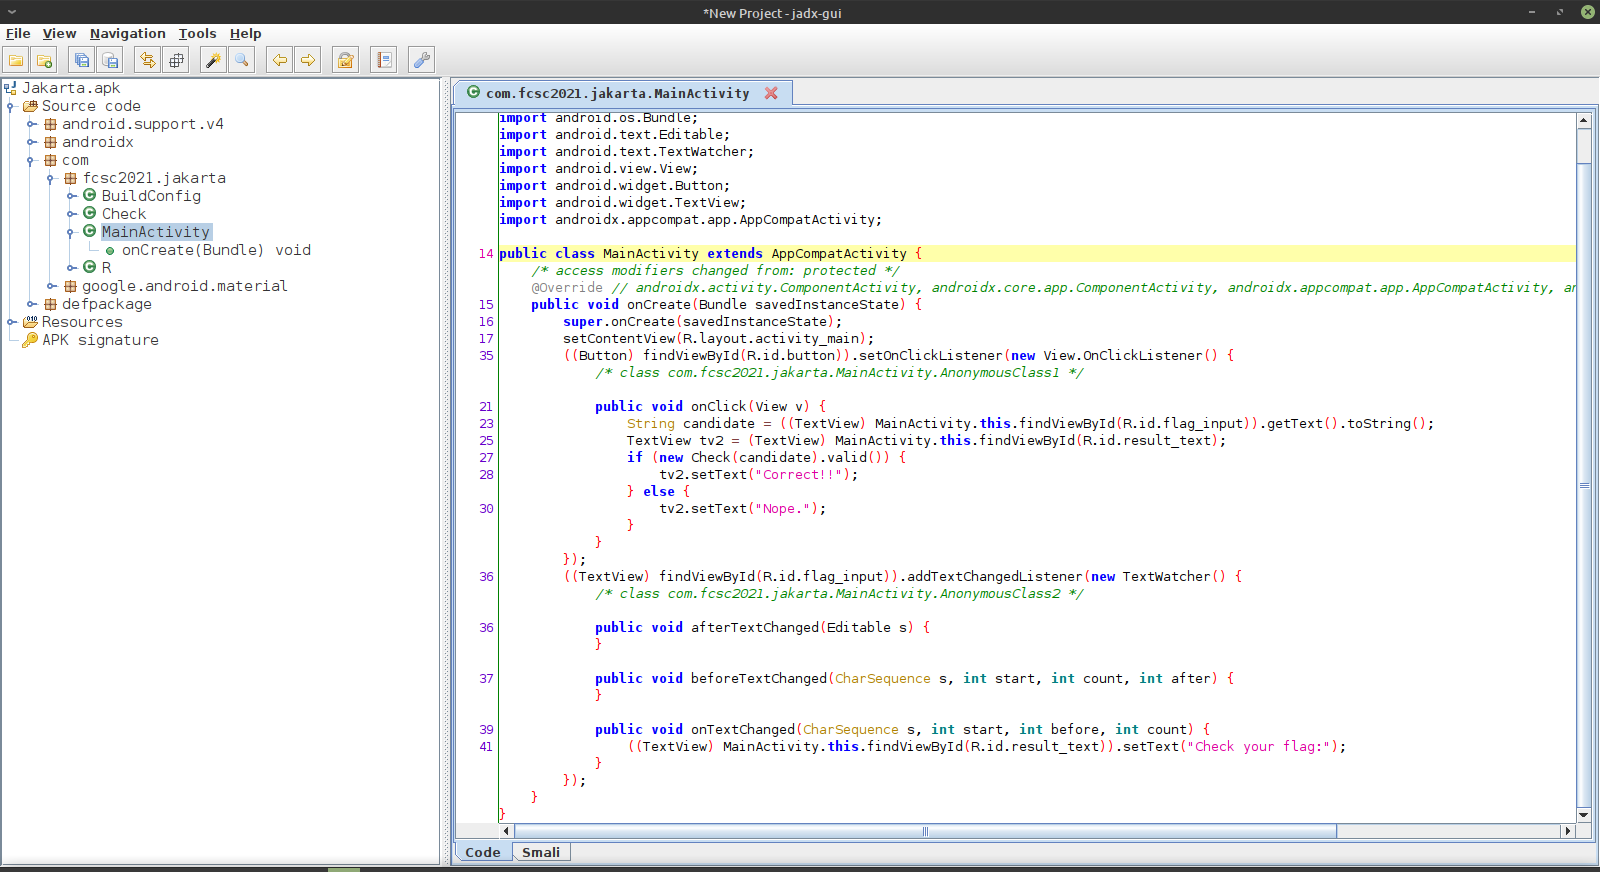 *New Project - jadx-gui
File View Navigation Tools Help
Jakarta.apk
Source code
android.support.v4
androidx
com
fcsc2021.jakarta
BuildConfig
Check
MainActivity
onCreate(Bundle) void
R
google.android.material
defpackage
Resources
APK signature
com.fcsc2021.jakarta.MainActivity
import android.os.Bundle;
import android.text.Editable;
import android.text.TextWatcher;
import android.view.View;
import android.widget.Button;
import android.widget.TextView;
import androidx.appcompat.app.AppCompatActivity;
14 public class MainActivity extends AppCompatActivity {
/* access modifiers changed from: protected */
@Override // androidx.activity.ComponentActivity, androidx.core.app.ComponentActivity, androidx.appcompat.app.AppCompatActivity, an
15 public void onCreate(Bundle savedInstanceState) {
16 super.onCreate(savedInstanceState);
17 setContentView(R.layout.activity_main);
35 ((Button) findViewById(R.id.button)).setOnClickListener(new View.OnClickListener() {
/* class com.fcsc2021.jakarta.MainActivity.AnonymousClass1 */
21 public void onClick(View v) {
23 String candidate = ((TextView) MainActivity.this.findViewById(R.id.flag_input)).getText().toString();
25 TextView tv2 = (TextView) MainActivity.this.findViewById(R.id.result_text);
27 if (new Check(candidate).valid()) {
28 tv2.setText("Correct!!");
} else {
30 tv2.setText("Nope.");
}
}
});
36 ((TextView) findViewById(R.id.flag_input)).addTextChangedListener(new TextWatcher() {
/* class com.fcsc2021.jakarta.MainActivity.AnonymousClass2 */
36 public void afterTextChanged(Editable s) {
}
37 public void beforeTextChanged(CharSequence s, int start, int count, int after) {
}
39 public void onTextChanged(CharSequence s, int start, int before, int count) {
41 ((TextView) MainActivity.this.findViewById(R.id.result_text)).setText("Check your flag:");
}
});
}
}
Code Smali